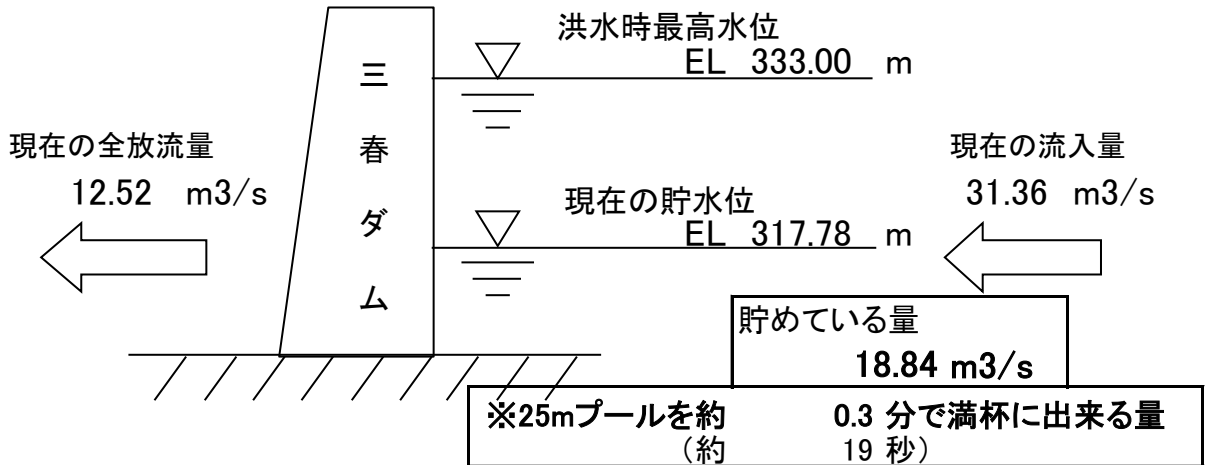 洪水時最高水位
EL 333.00 m
三春ダム
現在の全放流量
12.52 m3/s
現在の流入量
31.36 m3/s
現在の貯水位
EL 317.78 m
貯めている量
18.84 m3/s
※25mプールを約 0.3 分で満杯に出来る量
(約 19 秒)